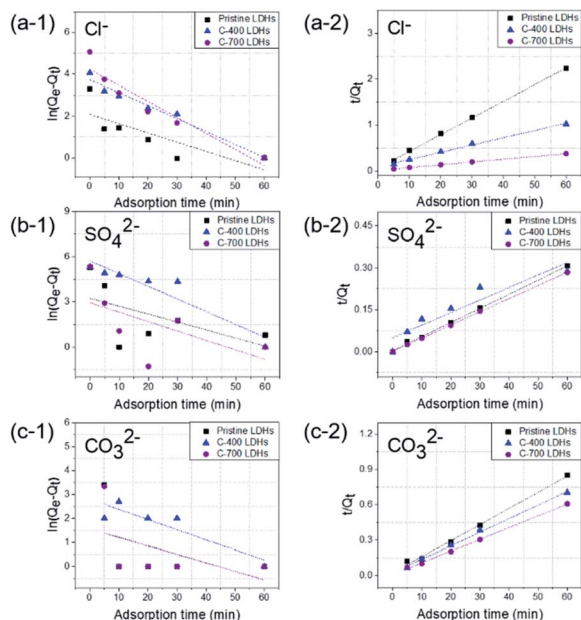 (a-1)
Cl-
Pristine LDHs
C-400 LDHs
C-700 LDHs
ln(Qe-Qt)
6
4
2
0
0 10 20 30 40 50 60
Adsorption time (min)
(a-2)
Cl-
Pristine LDHs
C-400 LDHs
C-700 LDHs
t/Qt
3
2
1
0
0 10 20 30 40 50 60
Adsorption time (min)
(b-1)
SO42-
Pristine LDHs
C-400 LDHs
C-700 LDHs
ln(Qe-Qt)
9
6
3
0
0 10 20 30 40 50 60
Adsorption time (min)
(b-2)
SO42-
Pristine LDHs
C-400 LDHs
C-700 LDHs
t/Qt
0.45
0.30
0.15
0.00
0 10 20 30 40 50 60
Adsorption time (min)
(c-1)
CO32-
Pristine LDHs
C-400 LDHs
C-700 LDHs
ln(Qe-Qt)
6
5
4
3
2
1
0
0 10 20 30 40 50 60
Adsorption time (min)
(c-2)
CO32-
Pristine LDHs
C-400 LDHs
C-700 LDHs
t/Qt
1.2
0.9
0.6
0.3
0.0
0 10 20 30 40 50 60
Adsorption time (min)